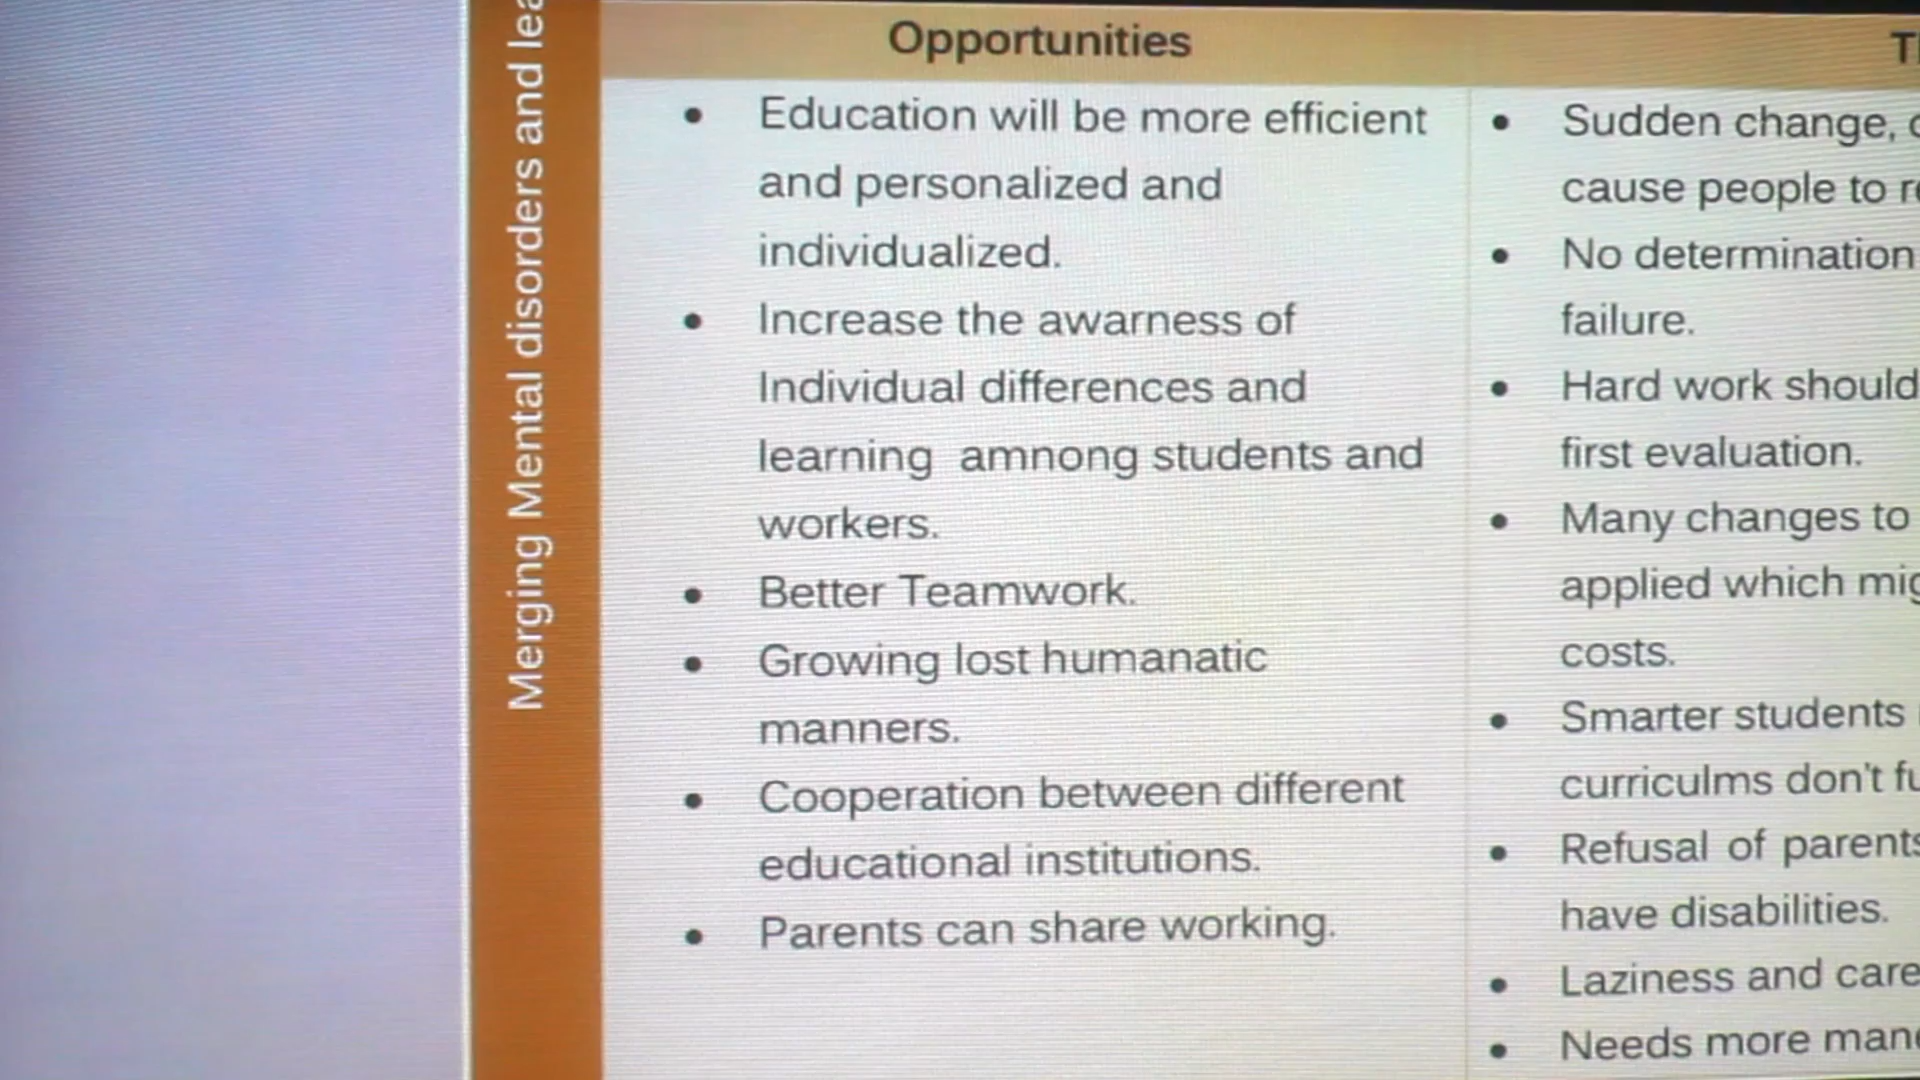 Merging Mental disorders and
Opportunities
Education will be more efficient
and personalized and
individualized.
Increase the awarness of
Individual differences and
learning amnong students and
workers.
Better Teamwork.
Growing lost humanatic
manners.
Cooperation between different
educational institutions.
Parents can share working.
Sudden change,
cause people to
No determination
failure.
Hard work should
first evaluation.
Many changes to
applied which
costs.
Smarter students
curriculms don't
Refusal of parents
have disabilities.
Laziness and
Needs more